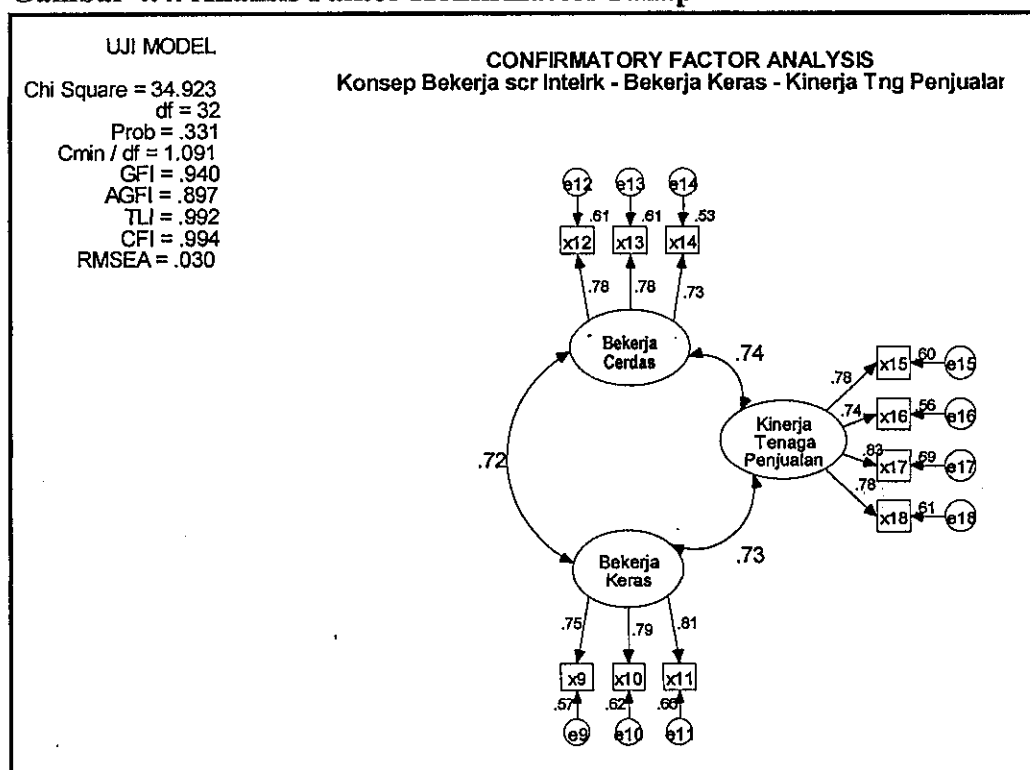 UJI MODEL
Chi Square = 34.923
df = 32
Prob = .331
Cmin / df = 1.091
GFI = .940
AGFI = .897
TLI = .992
CFI = .994
RMSEA = .030
CONFIRMATORY FACTOR ANALYSIS
Konsep Bekerja scr Intelrk - Bekerja Keras - Kinerja Tng Penjualar
e12 e13 e14
.61 .61 .53
x12 x13 x14
.78 .78 .73
Bekerja
Cerdas
.74
.72
Kinerja
Tenaga
Penjualan
.78 x15 .60 e15
.74 x16 .56 e16
.83 x17 .69 e17
.78 x18 .61 e18
.73
Bekerja
Keras
.75 .79 .81
x9 x10 x11
.57 .62 .66
e9 e10 e11